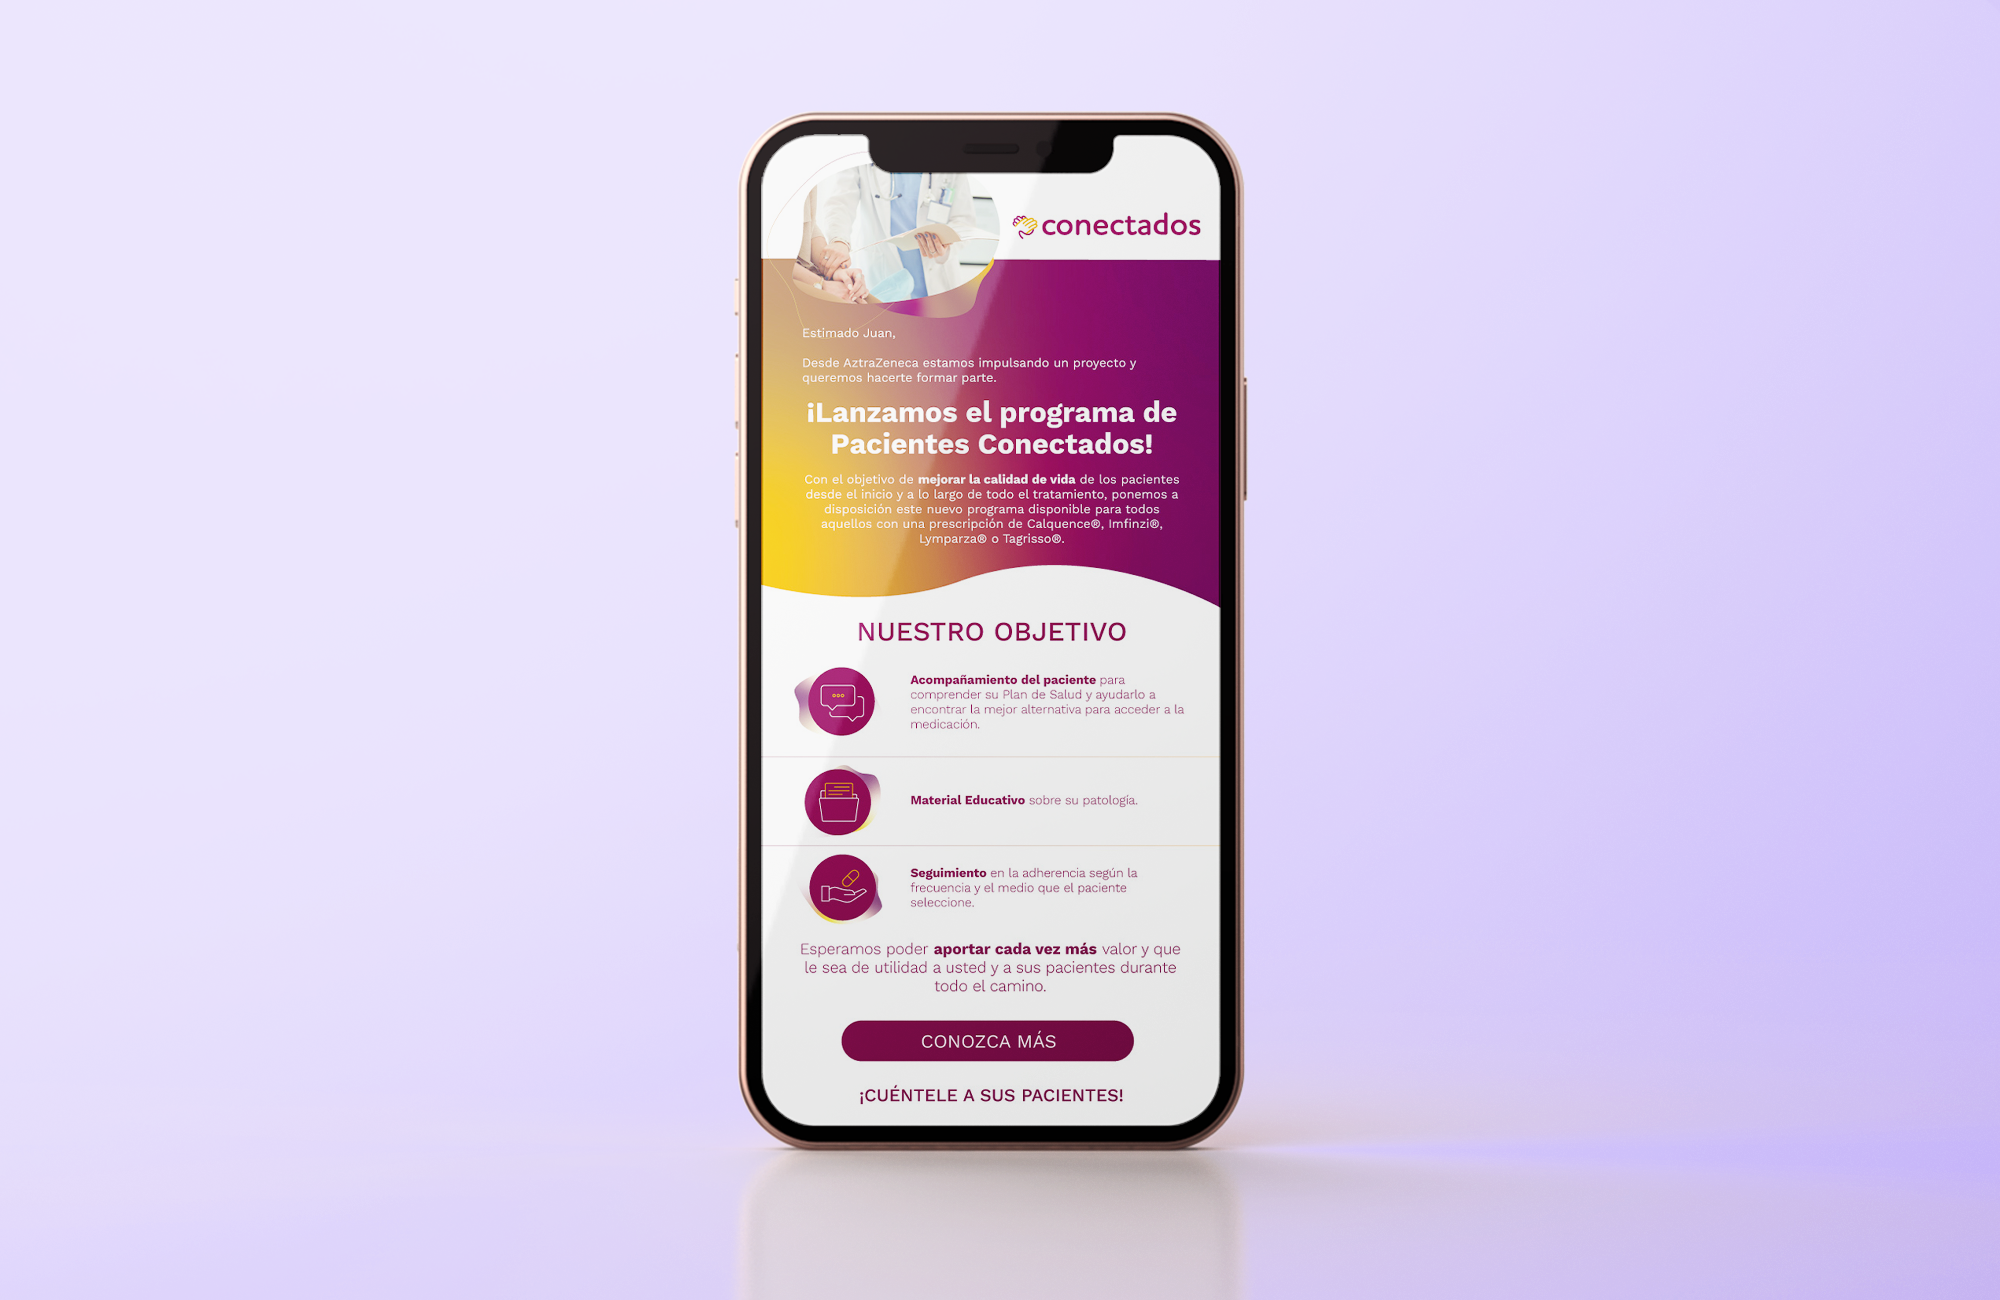 conectados
Estimado Juan,
Desde AztraZeneca estamos impulsando un proyecto y
queremos hacerte formar parte.
¡Lanzamos el programa de
Pacientes Conectados!
Con el objetivo de mejorar la calidad de vida de los pacientes
desde el inicio y a lo largo de todo el tratamiento, ponemos a
disposición este nuevo programa disponible para todos
aquellos con una prescripción de Calquence®, Imfinzi®,
Lymparza® o Tagrisso®.
NUESTRO OBJETIVO
Acompañamiento del paciente para
comprender su Plan de Salud y ayudarlo a
encontrar la mejor alternativa para acceder a la
medicación.
Material Educativo sobre su patología.
Seguimiento en la adherencia según la
frecuencia y el medio que el paciente
seleccione.
Esperamos poder aportar cada vez más valor y que
le sea de utilidad a usted y a sus pacientes durante
todo el camino.
CONOZCA MÁS
¡CUÉNTELE A SUS PACIENTES!